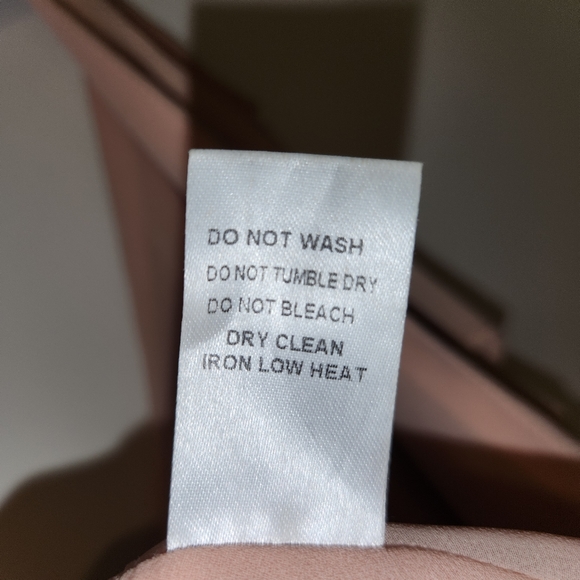 DO NOT WASH
DO NOT TUMBLE DRY
DO NOT BLEACH
DRY CLEAN
IRON LOW HEAT